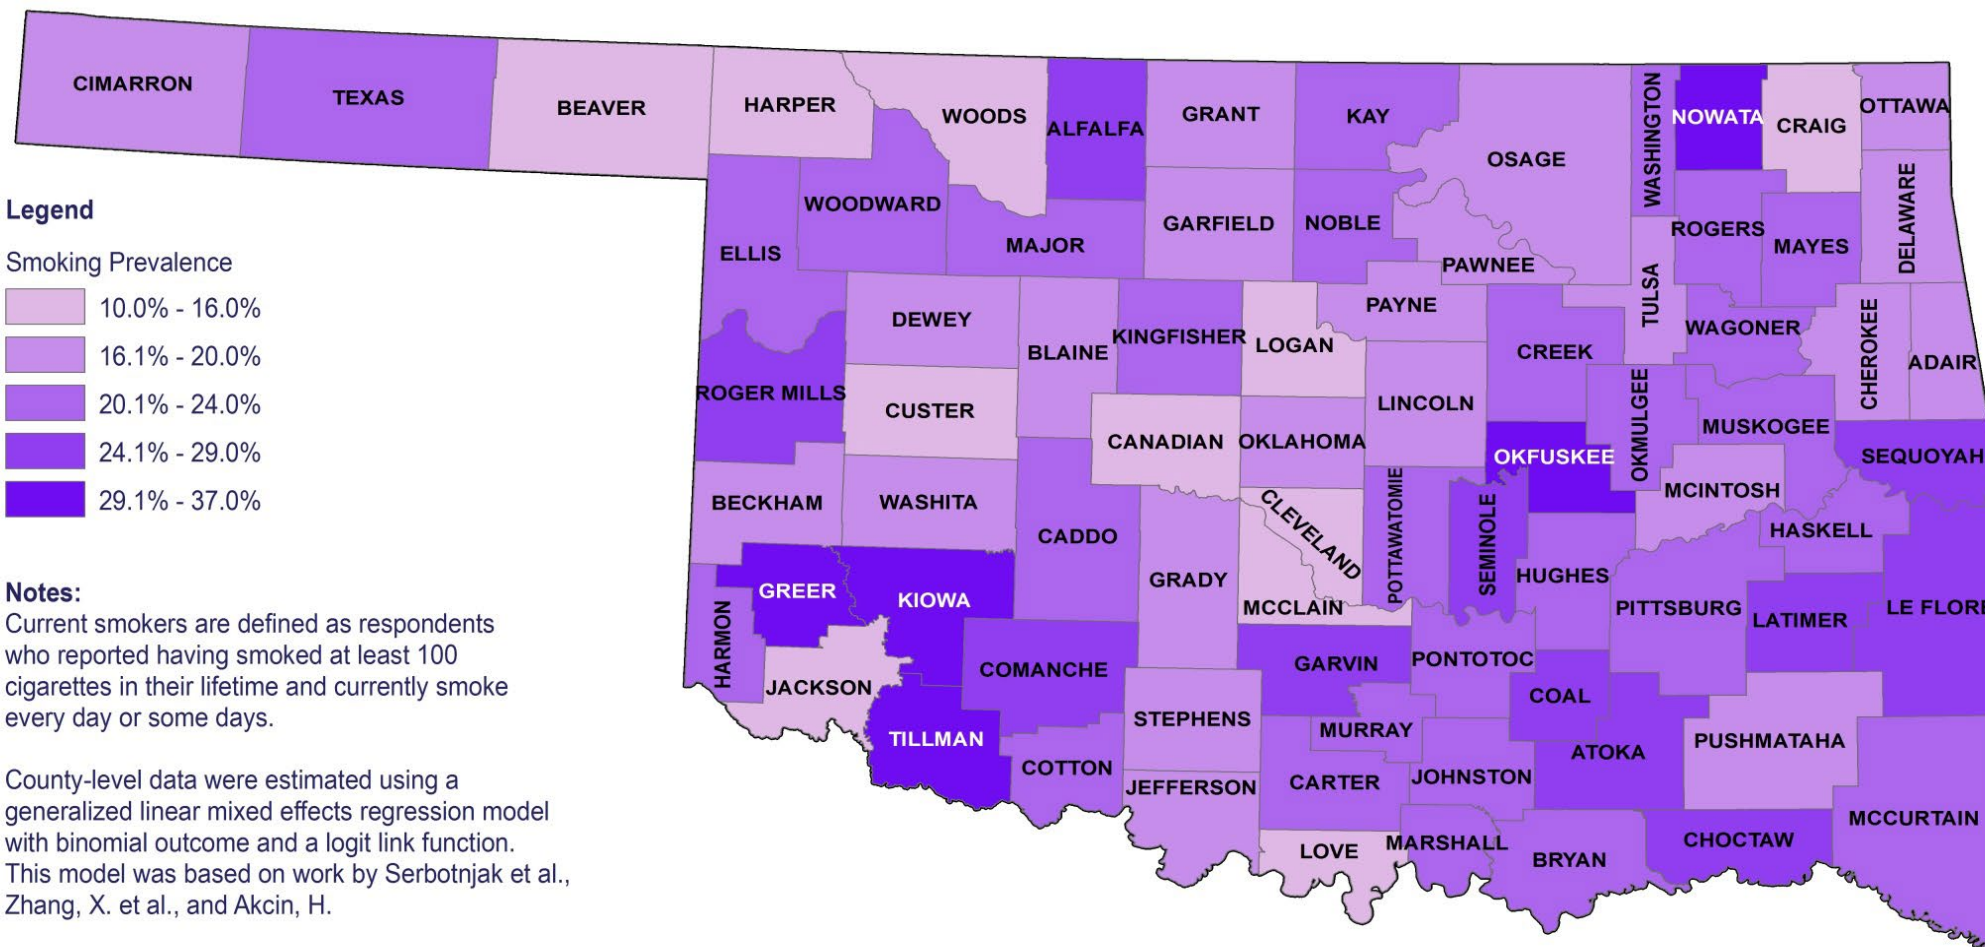 CIMARRON
TEXAS
BEAVER
HARPER
WOODS
ALFALFA
GRANT
KAY
OSAGE
WASHINGTON
NOWATA
CRAIG
OTTAWA
ELLIS
WOODWARD
MAJOR
GARFIELD
NOBLE
PAWNEE
ROGERS
MAYES
DELAWARE
TULSA
DEWEY
BLAINE
KINGFISHER
LOGAN
PAYNE
CREEK
WAGONER
CHEROKEE
ADAIR
ROGER MILLS
CUSTER
CANADIAN
OKLAHOMA
LINCOLN
OKFUSKEE
OKMULGEE
MUSKOGEE
SEQUOYAH
BECKHAM
WASHITA
CADDO
GRADY
CLEVELAND
MCCLAIN
POTTAWATOMIE
SEMINOLE
HUGHES
MCINTOSH
HASKELL
PITTSBURG
LATIMER
LE FLORE
GREER
KIOWA
HARMON
JACKSON
COMANCHE
TILLMAN
COTTON
STEPHENS
JEFFERSON
GARVIN
MURRAY
CARTER
LOVE
PONTOTOC
COAL
JOHNSTON
MARSHALL
ATOKA
BRYAN
PUSHMATAHA
CHOCTAW
MCCURTAIN
Legend
Smoking Prevalence
10.0% - 16.0%
16.1% - 20.0%
20.1% - 24.0%
24.1% - 29.0%
29.1% - 37.0%
Notes:
Current smokers are defined as respondents
who reported having smoked at least 100
cigarettes in their lifetime and currently smoke
every day or some days.
County-level data were estimated using a
generalized linear mixed effects regression model
with binomial outcome and a logit link function.
This model was based on work by Serbotnjak et al.,
Zhang, X. et al., and Akcin, H.